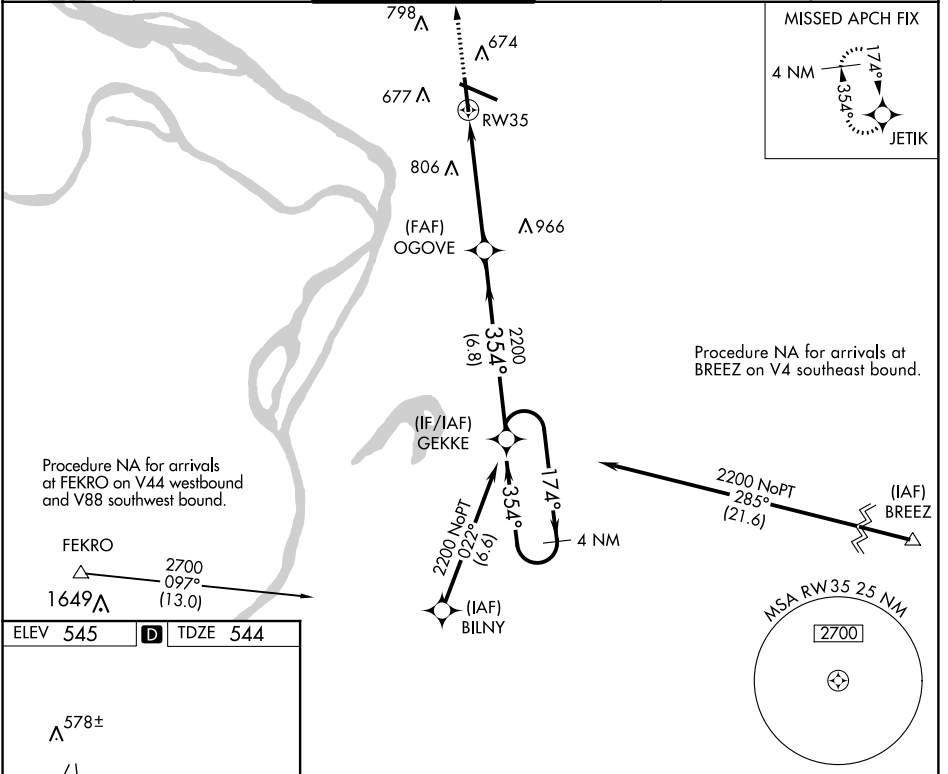 798
674
677
RW35
806
966
(FAF)
OGOVE
2200
354°
(6.8)
(IF/IAF)
GEKKE
174°
354°
4 NM
2200 NoPT
022°
(6.6)
(IAF)
BILNY
MISSED APCH FIX
4 NM
174°
354°
JETIK
Procedure NA for arrivals at
BREEZ on V4 southeast bound.
2200 NoPT
285°
(21.6)
(IAF)
BREEZ
Procedure NA for arrivals
at FEKRO on V44 westbound
and V88 southwest bound.
FEKRO
2700
097°
(13.0)
1649
MSA RW35 25 NM
2700
ELEV 545 D TDZE 544
578±